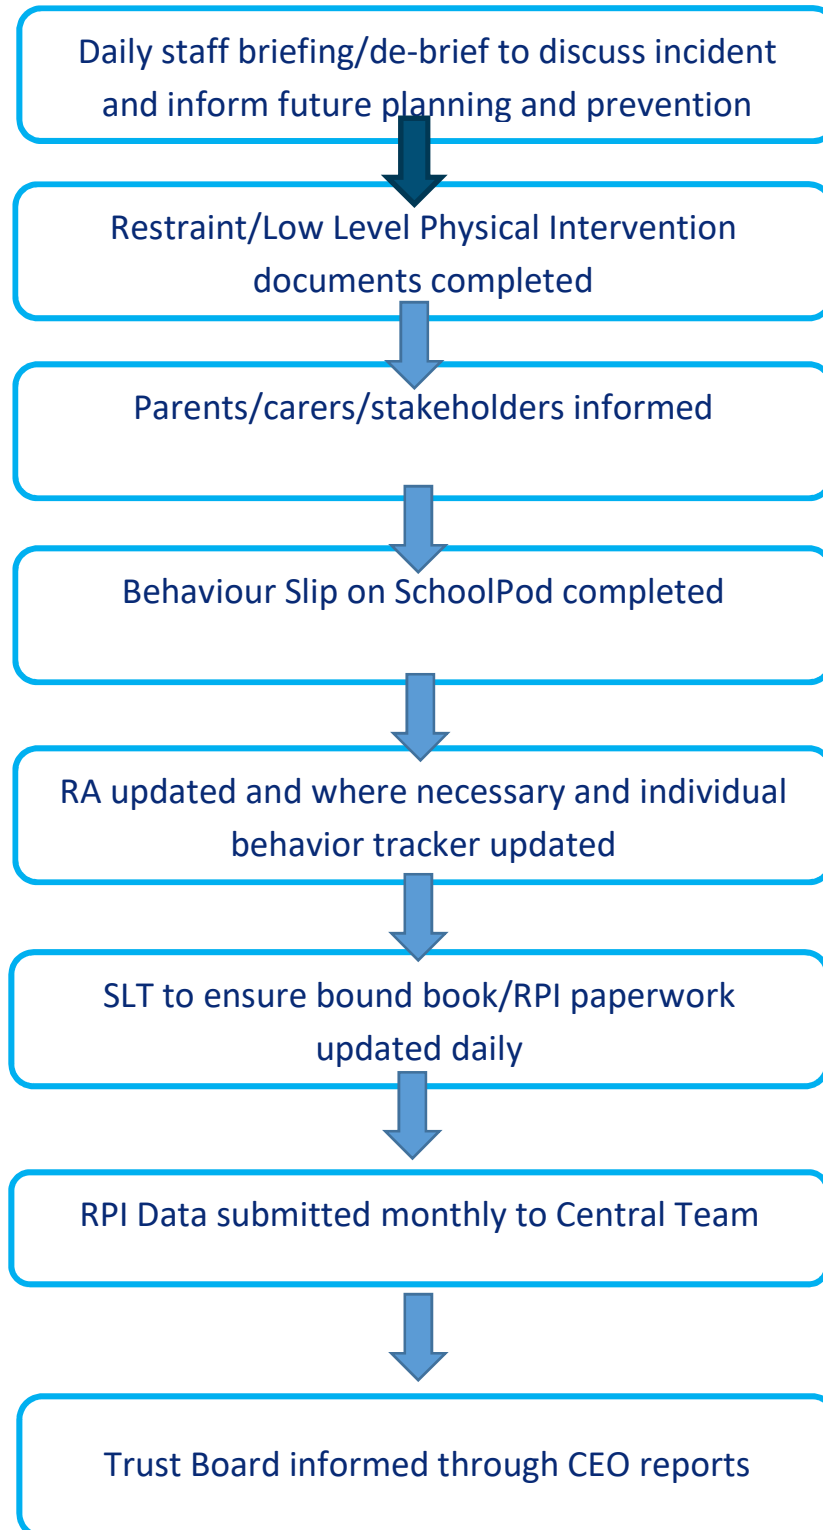 Daily staff briefing/de-brief to discuss incident
and inform future planning and prevention
Restraint/Low Level Physical Intervention
documents completed
Parents/carers/stakeholders informed
Behaviour Slip on SchoolPod completed
RA updated and where necessary and individual
behavior tracker updated
SLT to ensure bound book/RPI paperwork
updated daily
RPI Data submitted monthly to Central Team
Trust Board informed through CEO reports